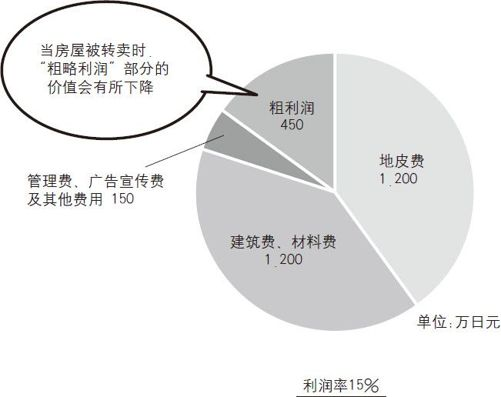 当房屋被转卖时，
“粗略利润”部分的
价值会有所下降
粗利润
450
地皮费
1,200
管理费、广告宣传费
及其他费用 150
建筑费、材料费
1,200
单位:万日元
利润率15%